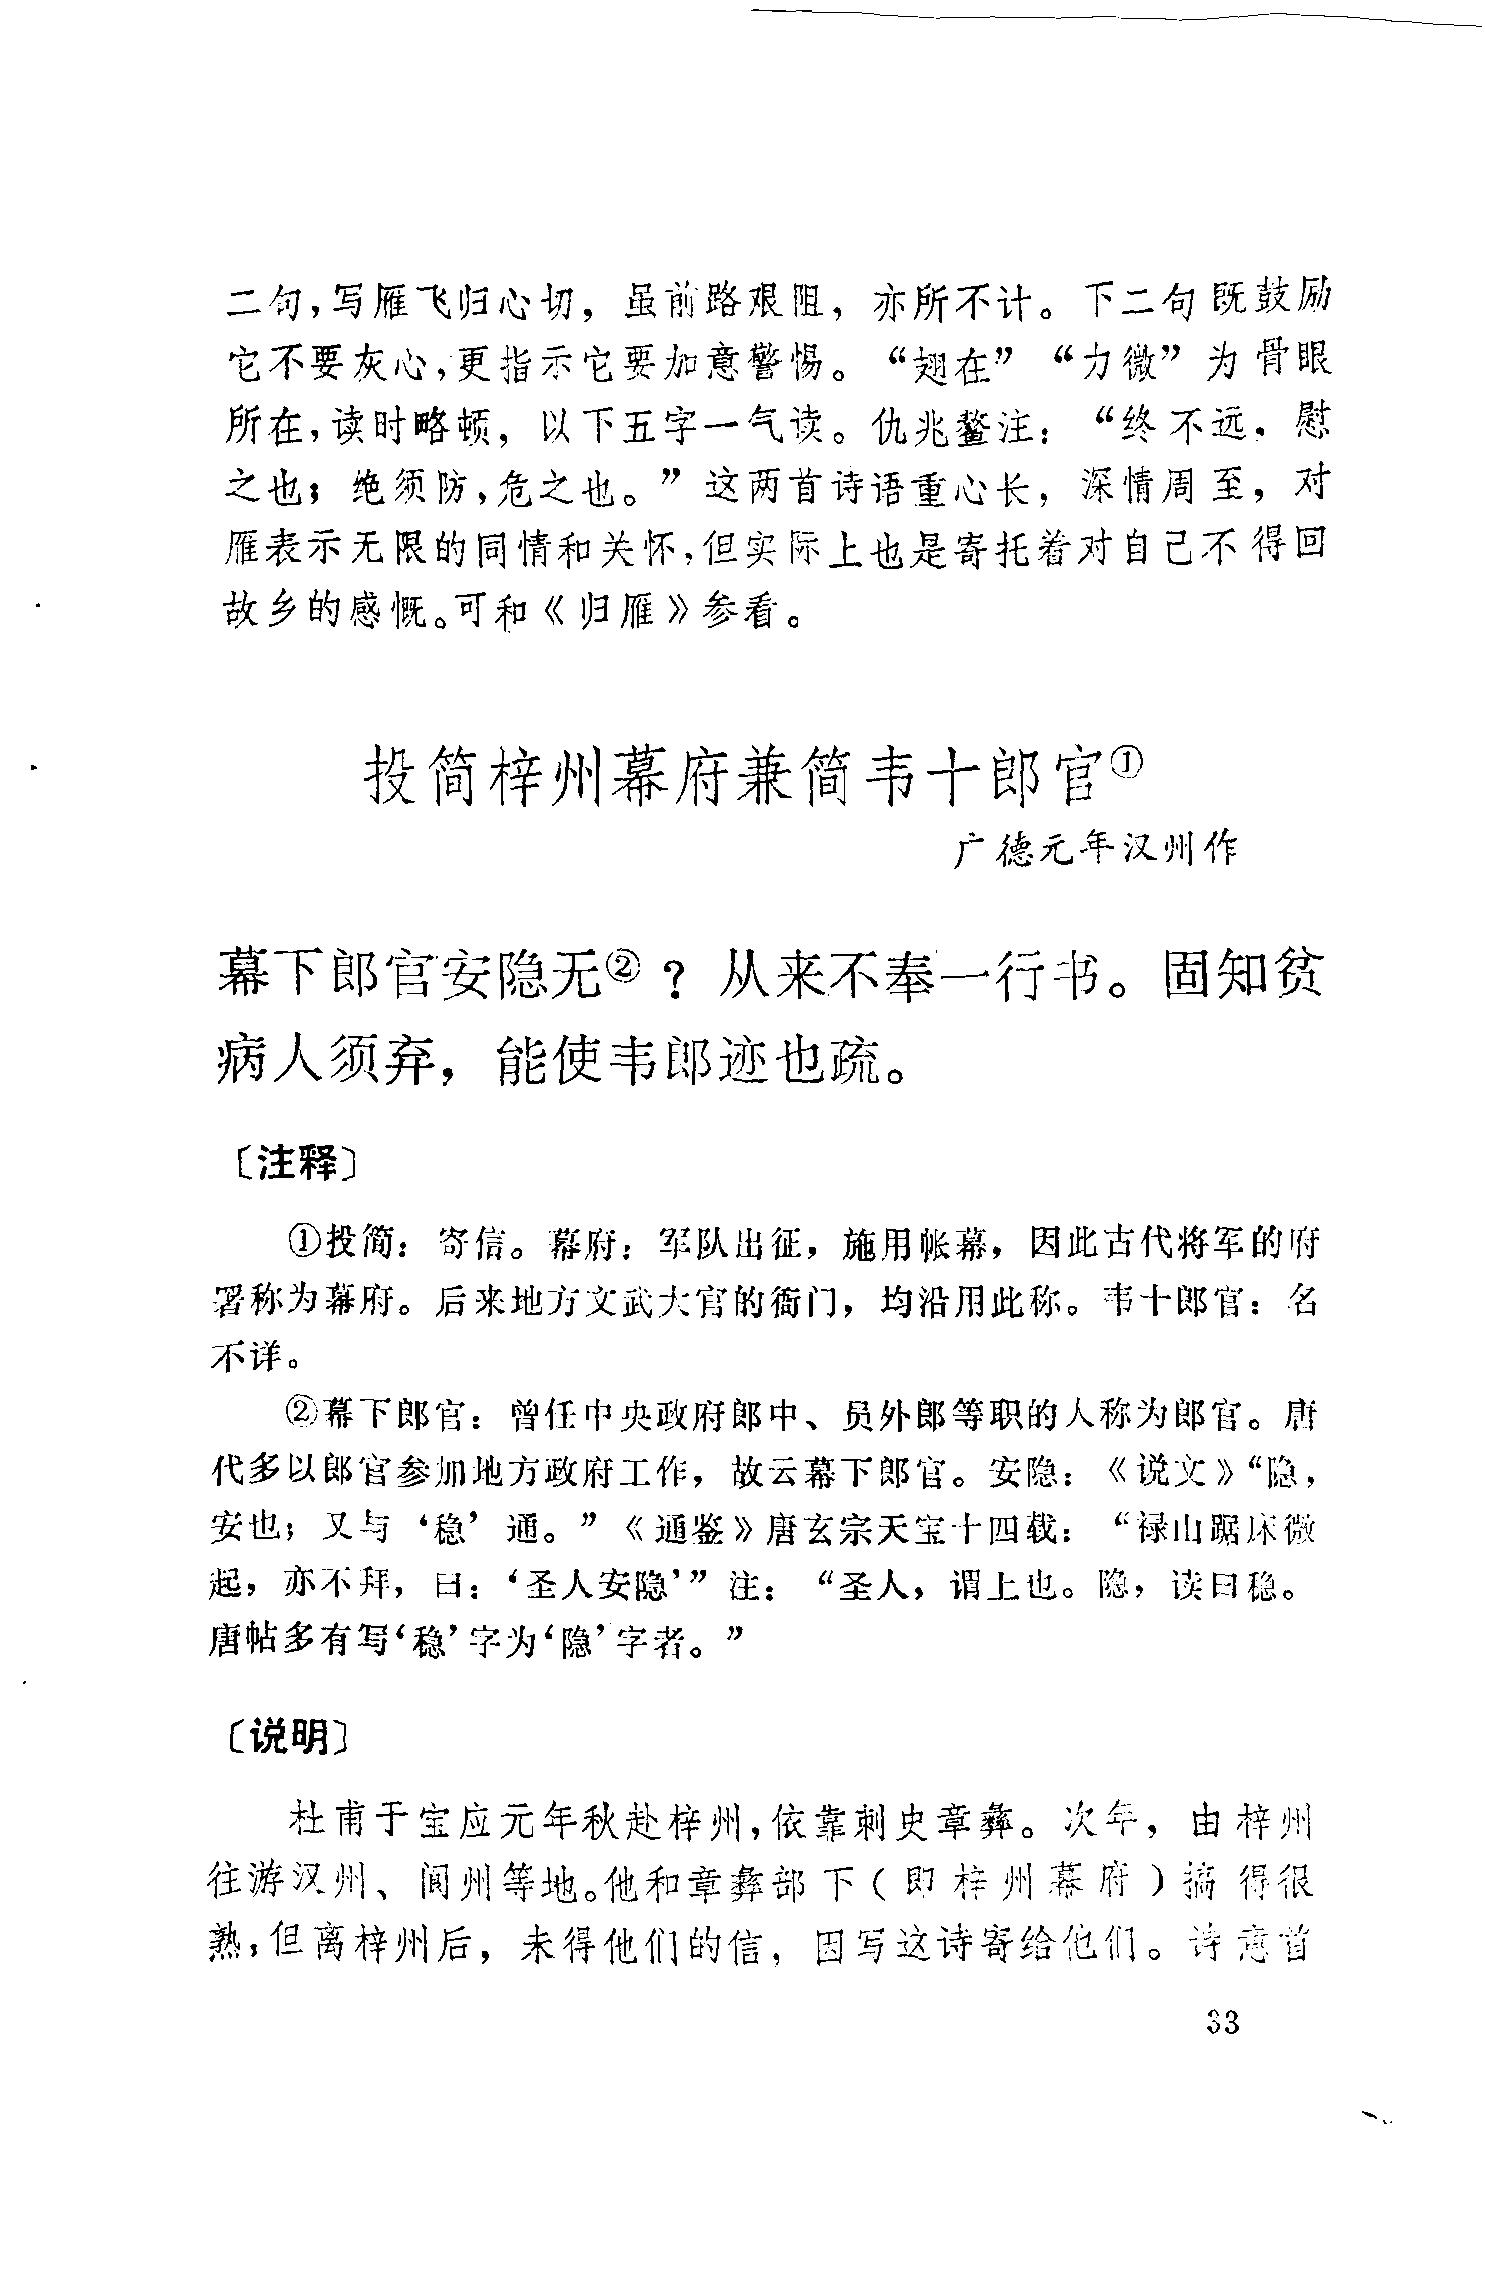 二句，写雁飞归心切，虽前路艰阻，亦所不计。下二句既鼓励
它不要灰心，更指示它要加意警惕。“翅在”“力微”为骨眼
所在，读时略顿，以下五字一气读。仇兆鳌注：“终不远，慰
之也；绝须防，危之也。”这两首诗语重心长，深情周至，对
雁表示无限的同情和关怀，但实际上也是寄托着对自己不得回
故乡的感慨。可和《归雁》参看。
投简梓州幕府兼简韦十郎官①
广德元年汉州作
幕下郎官安隐无②？从来不奉一行书。固知贫
病人须弃，能使韦郎迹也疏。
〔注释〕
①投简：寄信。幕府：军队出征，施用帐幕，因此古代将军的府
署称为幕府。后来地方文武大官的衙门，均沿用此称。韦十郎官：名
不详。
②幕下郎官：曾任中央政府郎中、员外郎等职的人称为郎官。唐
代多以郎官参加地方政府工作，故云幕下郎官。安隐：《说文》“隐，
安也；又与‘稳’通。”《通鉴》唐玄宗天宝十四载：“禄山踞床微
起，亦不拜，曰：‘圣人安隐’”注：“圣人，谓上也。隐，读曰稳。
唐帖多有写‘稳’字为‘隐’字者。”
〔说明〕
杜甫于宝应元年秋赴梓州，依靠刺史章彝。次年，由梓州
往游汉州、阆州等地。他和章彝部下（即梓州幕府）搞得很
熟，但离梓州后，未得他们的信，因写这诗寄给他们。诗意首
33